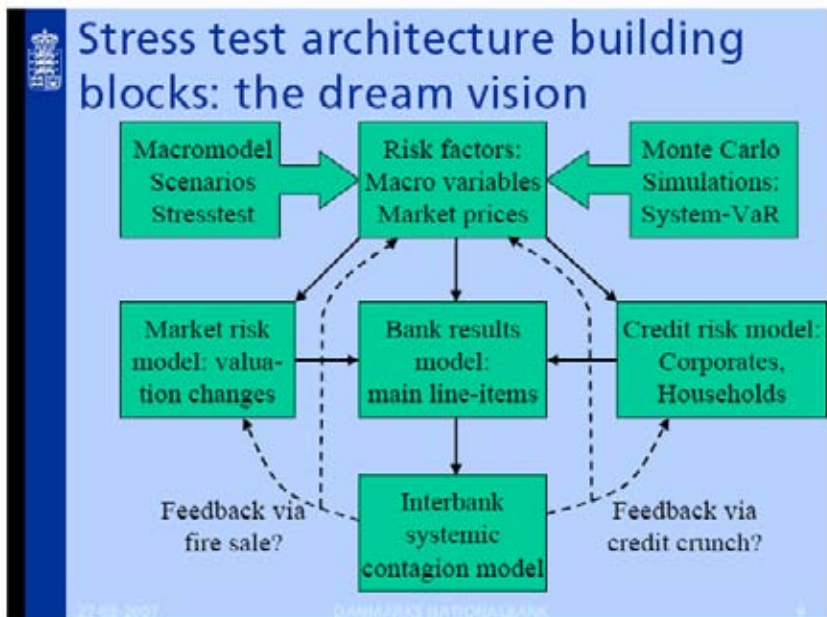 Stress test architecture building
blocks: the dream vision
Macromodel
Scenarios
Stresstest
Risk factors:
Macro variables
Market prices
Monte Carlo
Simulations:
System-VaR
Market risk
model: valua-
tion changes
Bank results
model:
main line-items
Credit risk model:
Corporates,
Households
Feedback via
fire sale?
Interbank
systemic
contagion model
Feedback via
credit crunch?
DANMARKS NATIONALBANK